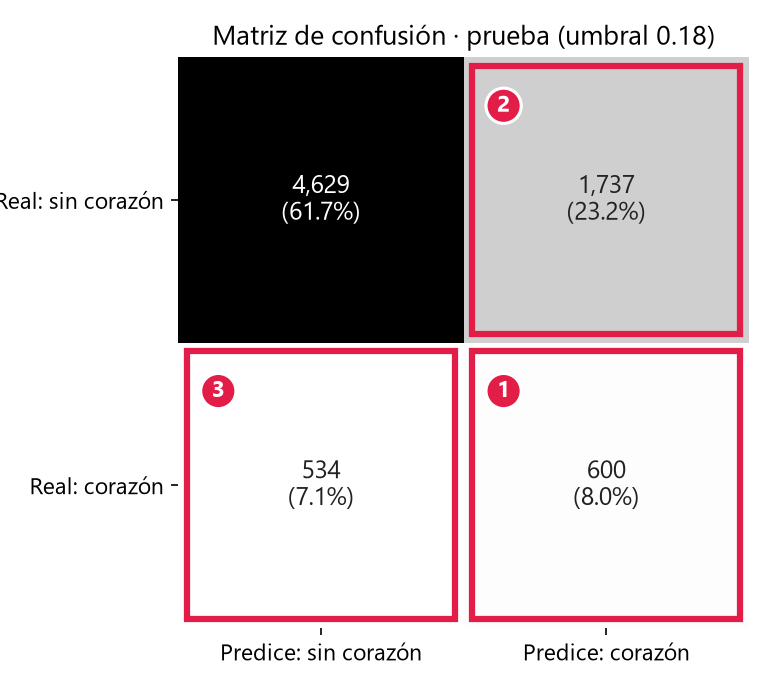 Matriz de confusión · prueba (umbral 0.18)
Real: sin corazón
4,629
(61.7%)
2
1,737
(23.2%)
Real: corazón
3
534
(7.1%)
1
600
(8.0%)
Predice: sin corazón
Predice: corazón